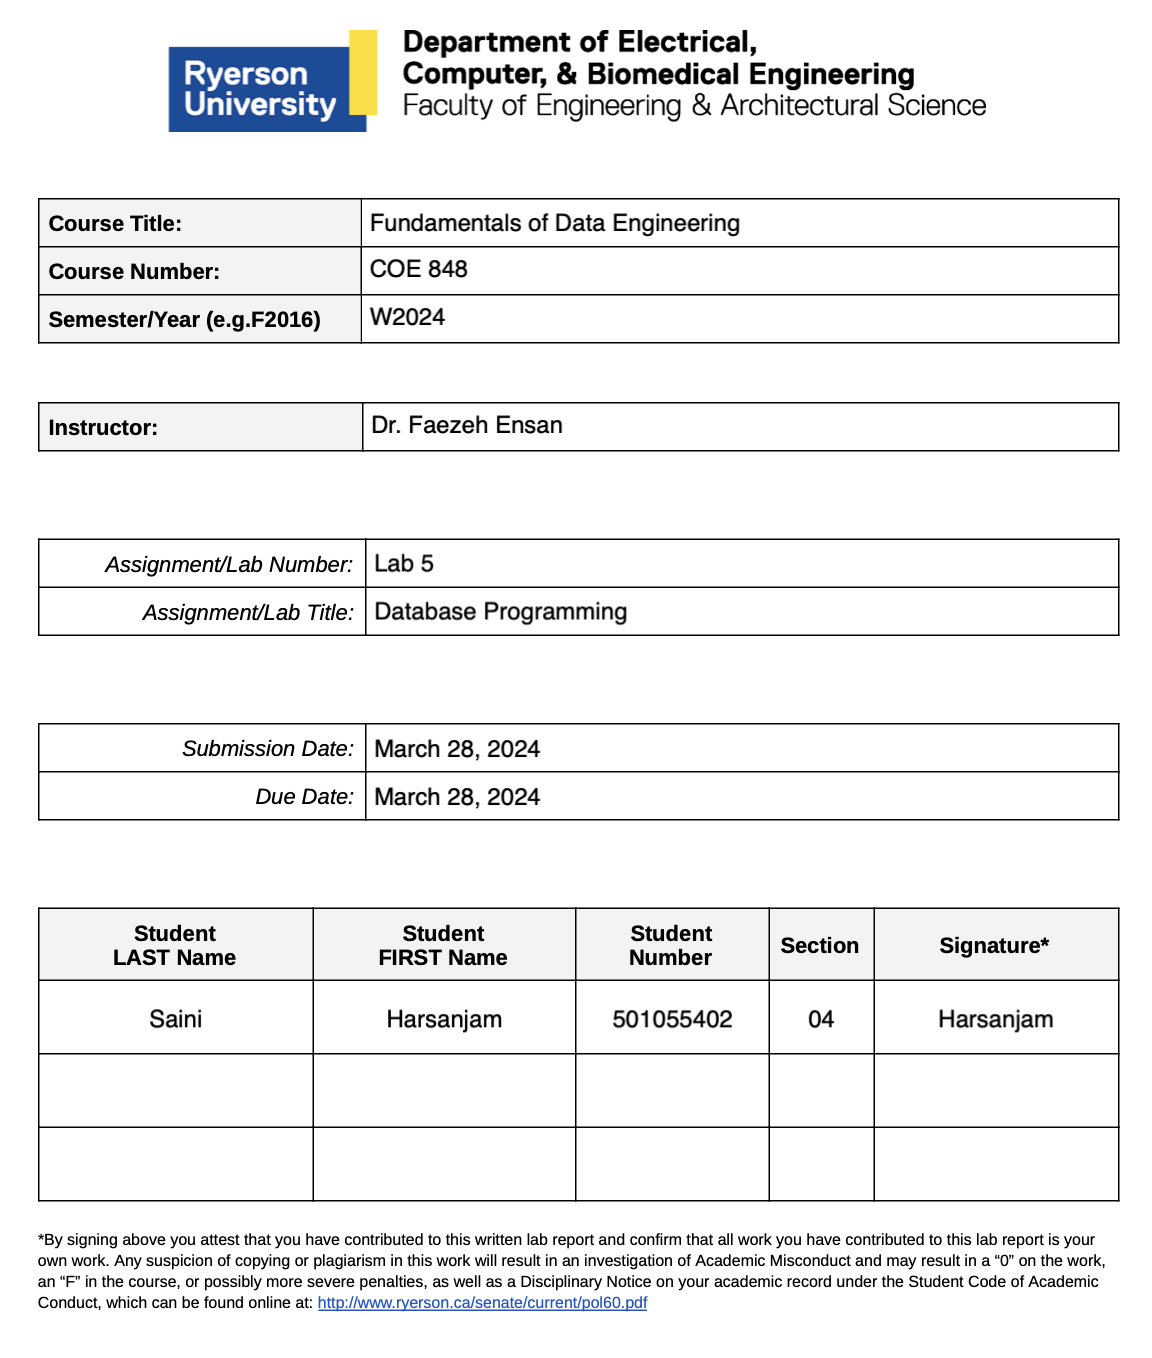 Ryerson
University
Department of Electrical,
Computer, & Biomedical Engineering
Faculty of Engineering & Architectural Science
Course Title: Fundamentals of Data Engineering
Course Number: COE 848
Semester/Year (e.g.F2016) W2024
Instructor: Dr. Faezeh Ensan
Assignment/Lab Number: Lab 5
Assignment/Lab Title: Database Programming
Submission Date: March 28, 2024
Due Date: March 28, 2024
Student LAST Name Student FIRST Name Student Number Section Signature*
Saini Harsanjam 501055402 04 Harsanjam
*By signing above you attest that you have contributed to this written lab report and confirm that all work you have contributed to this lab report is your
own work. Any suspicion of copying or plagiarism in this work will result in an investigation of Academic Misconduct and may result in a “0” on the work,
an “F” in the course, or possibly more severe penalties, as well as a Disciplinary Notice on your academic record under the Student Code of Academic
Conduct, which can be found online at: http://www.ryerson.ca/senate/current/pol60.pdf